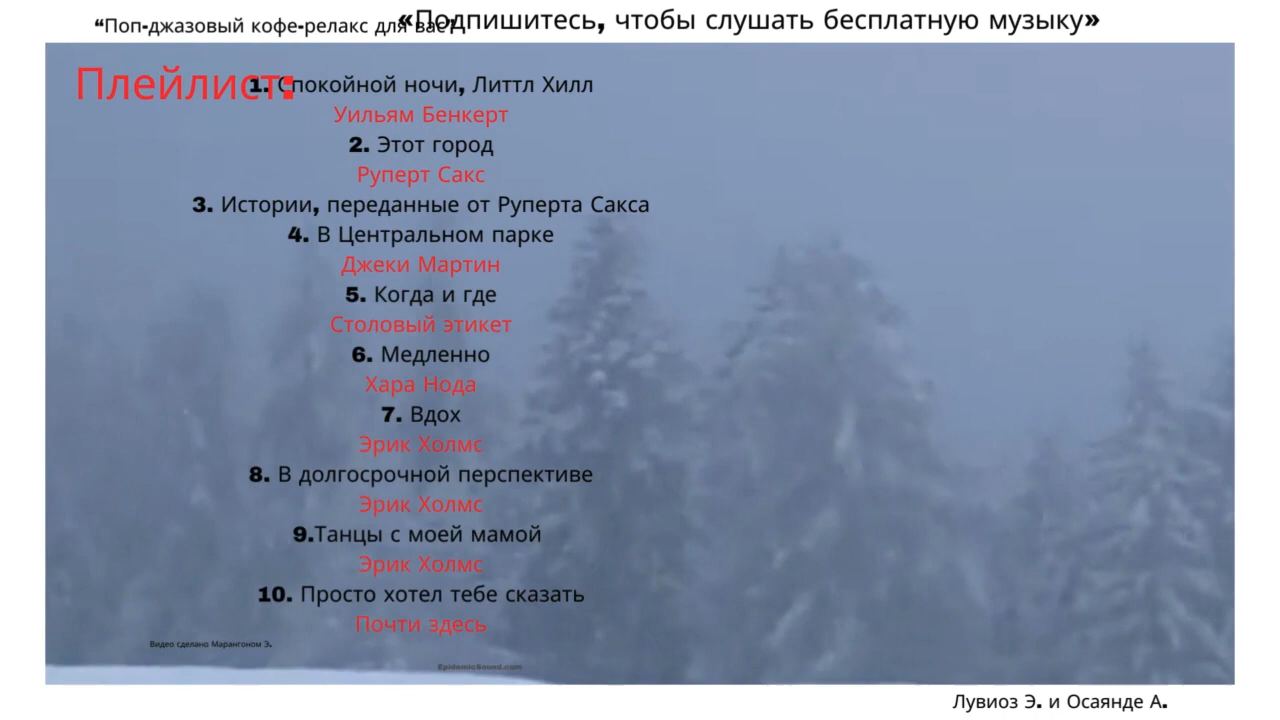 “Поп-джазовый кофе-релакс для вас”
«Подпишитесь, чтобы слушать бесплатную музыку»
Плейлист:
1. Спокойной ночи, Литтл Хилл
Уильям Бенкерт
2. Этот город
Руперт Сакс
3. Истории, переданные от Руперта Сакса
4. В Центральном парке
Джеки Мартин
5. Когда и где
Столовый этикет
6. Медленно
Хара Нода
7. Вдох
Эрик Холмс
8. В долгосрочной перспективе
Эрик Холмс
9.Танцы с моей мамой
Эрик Холмс
10. Просто хотел тебе сказать
Почти здесь
Видео сделано Марангоном Э.
EpidemicSound.com
Лувиоз Э. и Осаянде А.